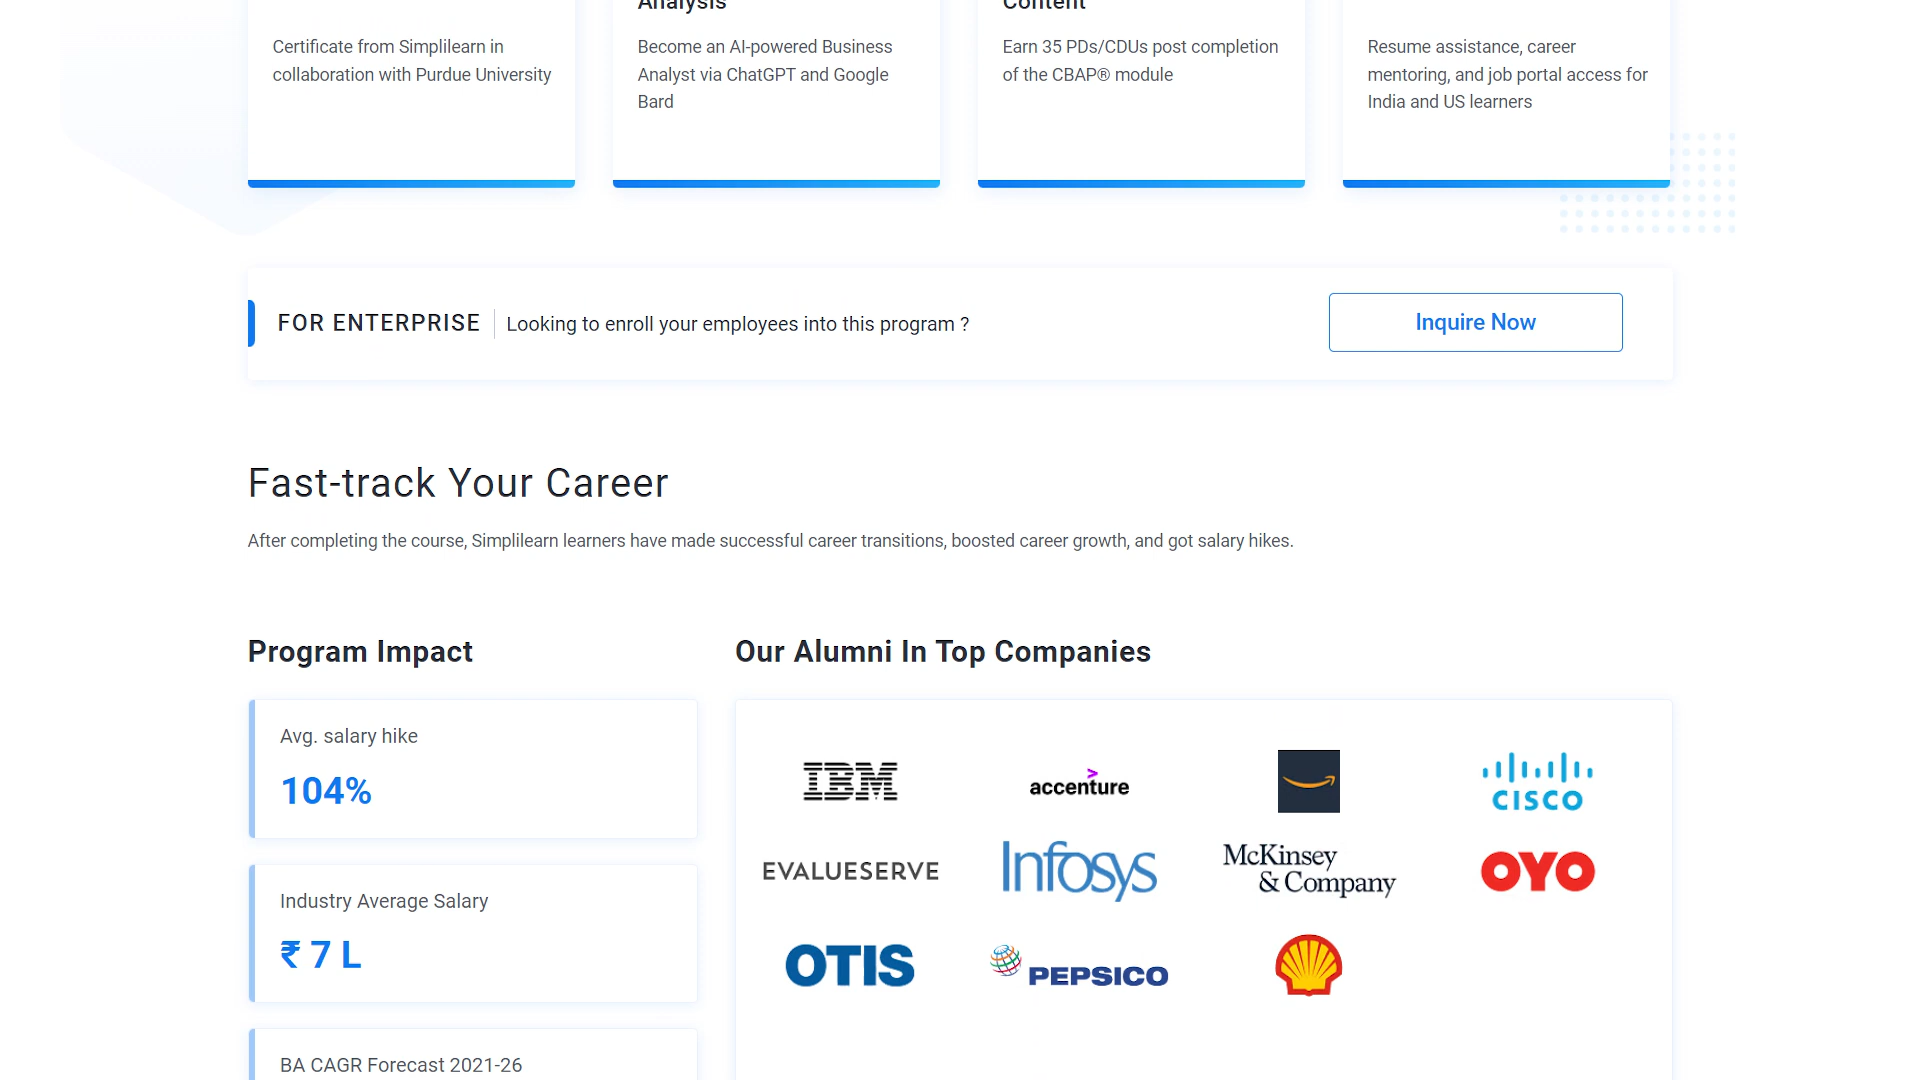 Analysis
Content
Certificate from Simplilearn in
collaboration with Purdue University
Become an AI-powered Business
Analyst via ChatGPT and Google
Bard
Earn 35 PDs/CDUs post completion
of the CBAP® module
Resume assistance, career
mentoring, and job portal access for
India and US learners
FOR ENTERPRISE
Looking to enroll your employees into this program ?
Inquire Now
Fast-track Your Career
After completing the course, Simplilearn learners have made successful career transitions, boosted career growth, and got salary hikes.
Program Impact
Our Alumni In Top Companies
Avg. salary hike
104%
Industry Average Salary
₹ 7 L
BA CAGR Forecast 2021-26
IBM
accenture
CISCO
EVALUESERVE
Infosys
McKinsey
& Company
OYO
OTIS
PEPSICO